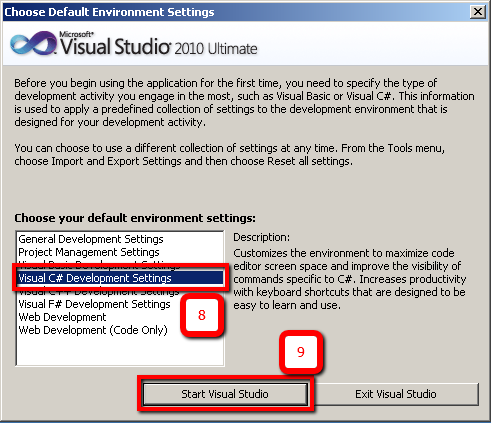 Choose Default Environment Settings
Microsoft®
Visual Studio 2010 Ultimate
Before you begin using the application for the first time, you need to specify the type of
development activity you engage in the most, such as Visual Basic or Visual C#. This information
is used to apply a predefined collection of settings to the development environment that is
designed for your development activity.
You can choose to use a different collection of settings at any time. From the Tools menu,
choose Import and Export Settings and then choose Reset all settings.
Choose your default environment settings:
General Development Settings
Project Management Settings
Visual Basic Development Settings
Visual C# Development Settings
Visual C++ Development Settings
Visual F# Development Settings
Web Development
Web Development (Code Only)
8
Description:
Customizes the environment to maximize code
editor screen space and improve the visibility of
commands specific to C#. Increases productivity
with keyboard shortcuts that are designed to be
easy to learn and use.
9
Start Visual Studio
Exit Visual Studio